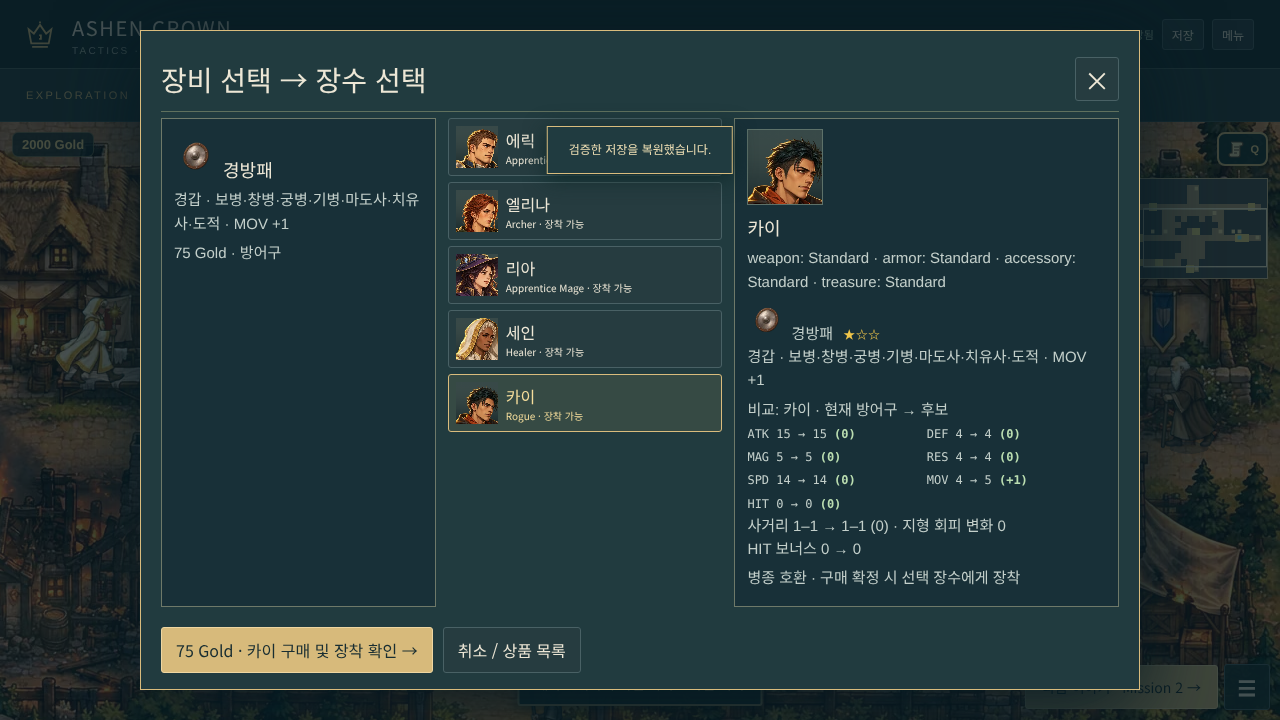 ASHEN CROWN
TACTICS
저장
메뉴
EXPLORATION
2000 Gold
Q
장비 선택 → 장수 선택
경방패
경갑 · 보병·창병·궁병·기병·마도사·치유
사·도적 · MOV +1
75 Gold · 방어구
에릭
Apprenti
검증한 저장을 복원했습니다.
엘리나
Archer · 장착 가능
리아
Apprentice Mage · 장착 가능
세인
Healer · 장착 가능
카이
Rogue · 장착 가능
카이
weapon: Standard · armor: Standard · accessory:
Standard · treasure: Standard
경방패 ★☆☆
경갑 · 보병·창병·궁병·기병·마도사·치유사·도적 · MOV
+1
비교: 카이 · 현재 방어구 → 후보
ATK 15 → 15 (0) DEF 4 → 4 (0)
MAG 5 → 5 (0) RES 4 → 4 (0)
SPD 14 → 14 (0) MOV 4 → 5 (+1)
HIT 0 → 0 (0)
사거리 1–1 → 1–1 (0) · 지형 회피 변화 0
HIT 보너스 0 → 0
병종 호환 · 구매 확정 시 선택 장수에게 장착
75 Gold · 카이 구매 및 장착 확인 →
취소 / 상품 목록
Mission 2 →